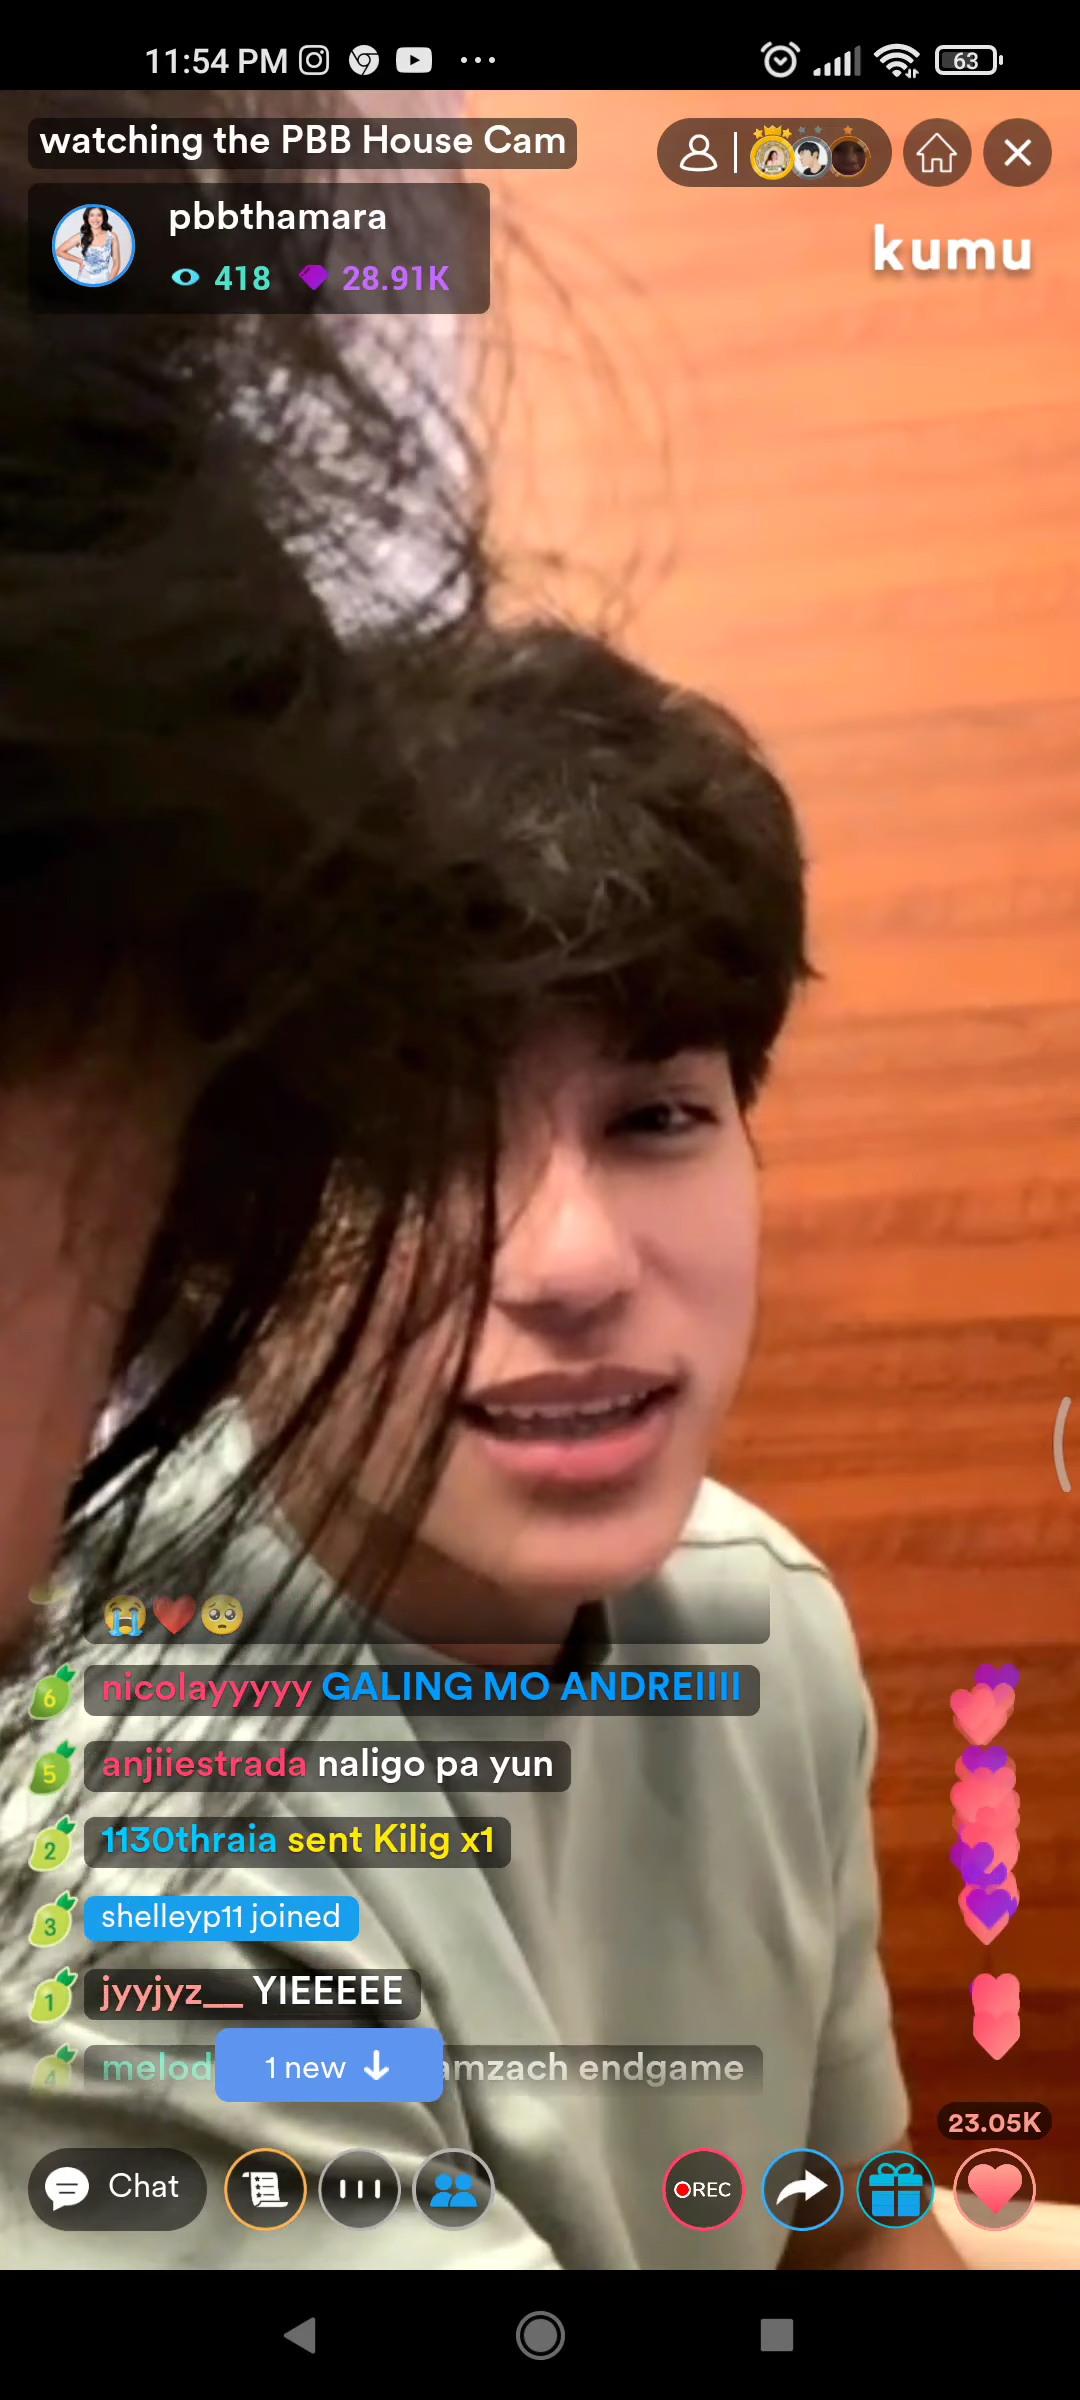 11:54 PM
63
watching the PBB House Cam
pbbthamara
418 28.91K
kumu
😭❤️🥺
6 nicolayyyyy GALING MO ANDREIIII
5 anjiiestrada naligo pa yun
2 1130thraia sent Kilig x1
3 shelleyp11 joined
1 jyyjyz__ YIEEEEE
4 melod amzach endgame
1 new ↓
23.05K
Chat
REC